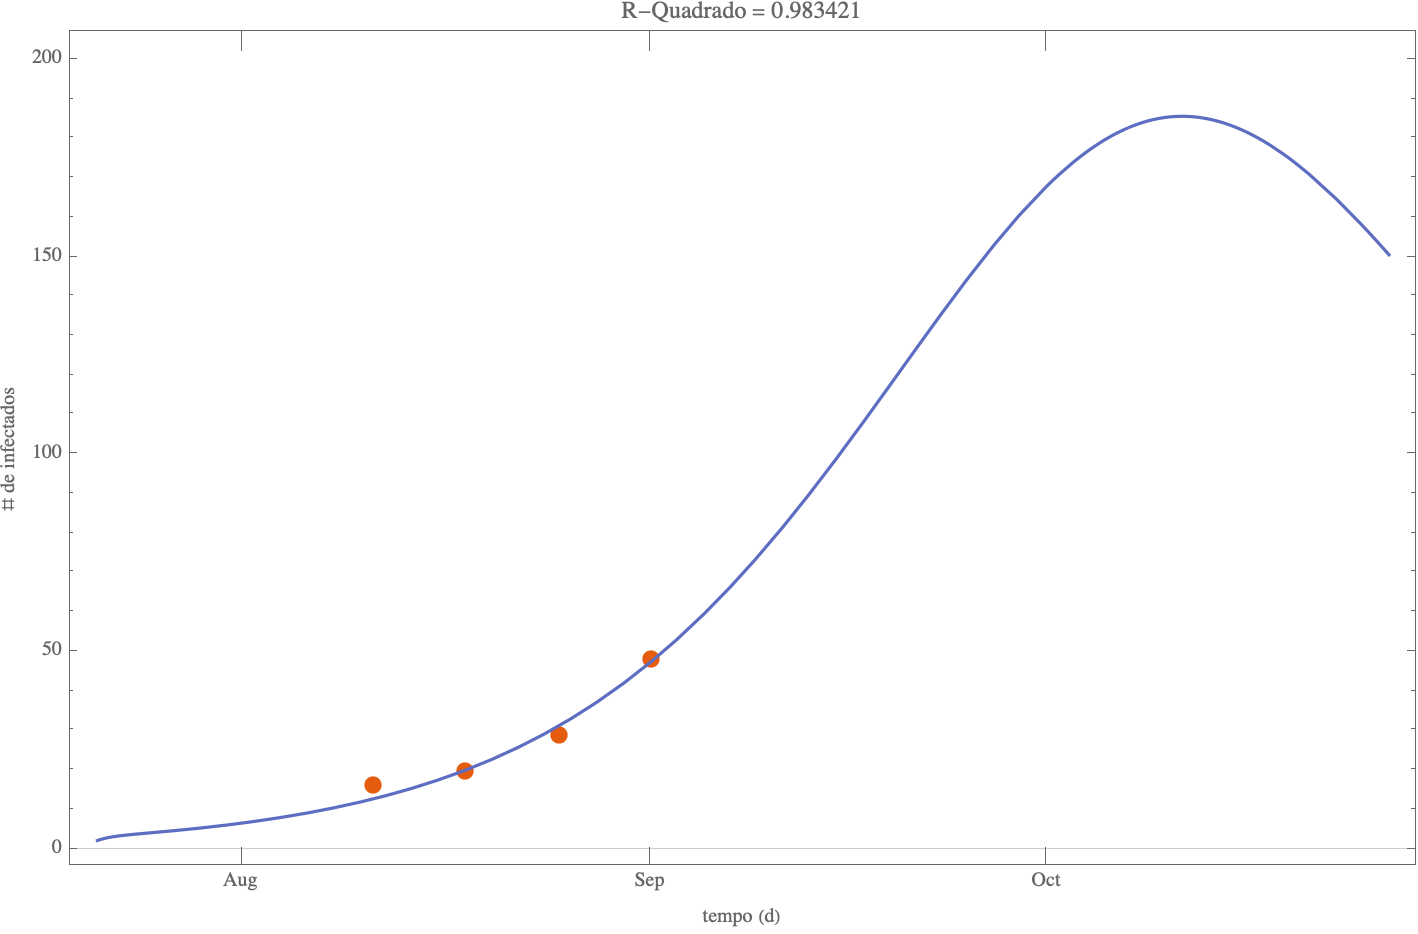 R-Quadrado = 0.983421
200
150
100
50
0
# de infectados
Aug Sep Oct
tempo (d)